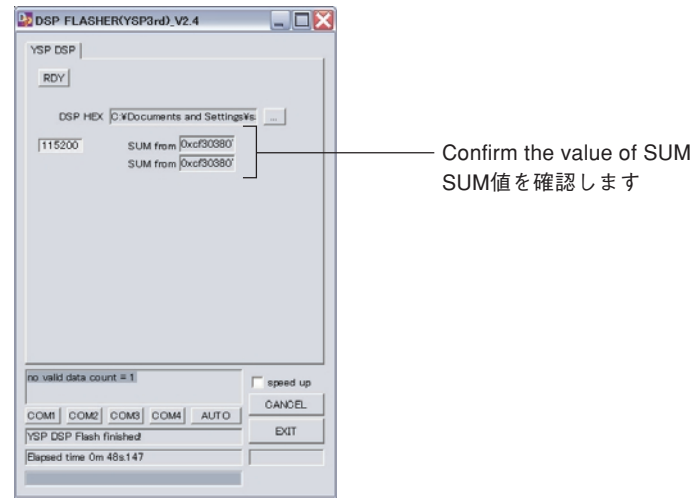 DSP FLASHER(YSP3rd)_V2.4
YSP DSP
RDY
DSP HEX C:¥Documents and Settings¥s ...
115200 SUM from 0xcf30380
SUM from 0xcf30380
Confirm the value of SUM
SUM値を確認します
no valid data count = 1
speed up
CANCEL
COM1 COM2 COM3 COM4 AUTO
EXIT
YSP DSP Flash finished!
Elapsed time 0m 48s.147